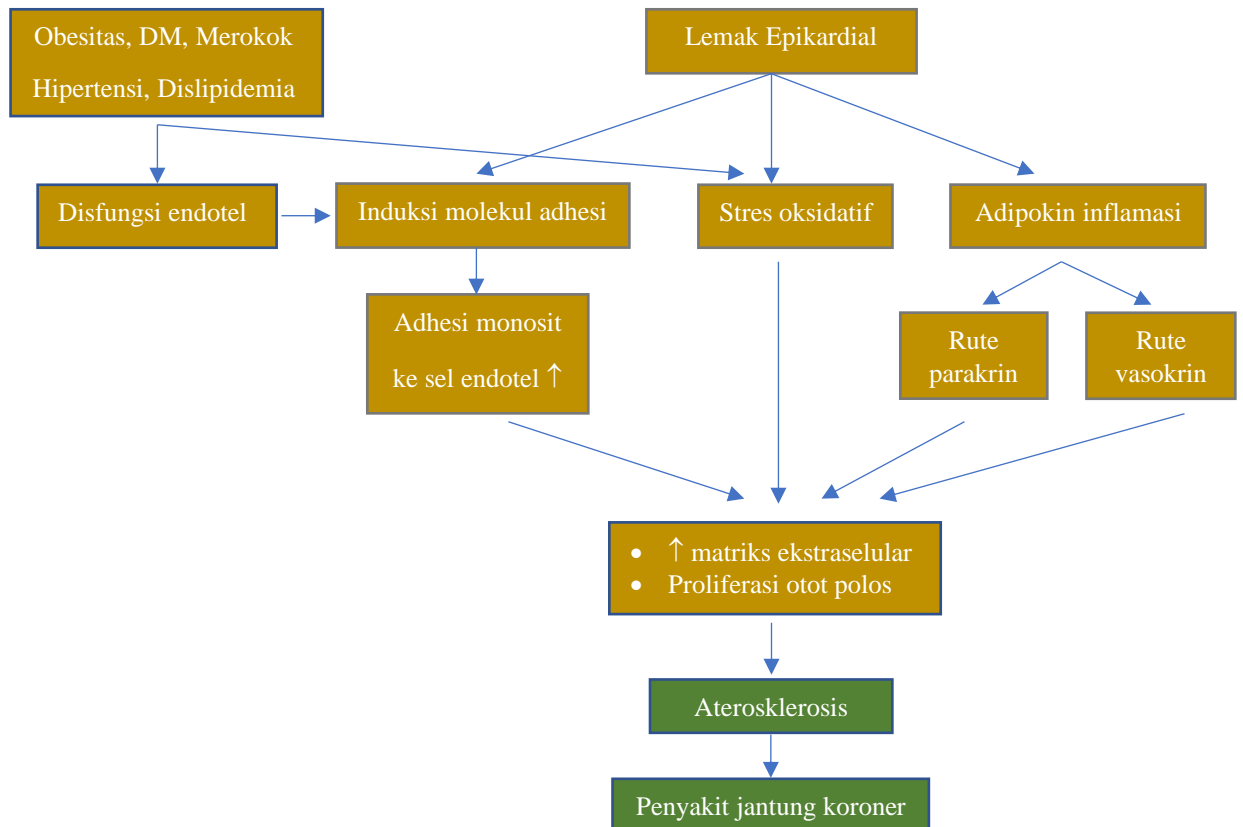 Obesitas, DM, Merokok
Hipertensi, Dislipidemia
Lemak Epikardial
Disfungsi endotel
Induksi molekul adhesi
Stres oksidatif
Adipokin inflamasi
Adhesi monosit
ke sel endotel ↑
Rute
parakrin
Rute
vasokrin
• ↑ matriks ekstraselular
• Proliferasi otot polos
Aterosklerosis
Penyakit jantung koroner